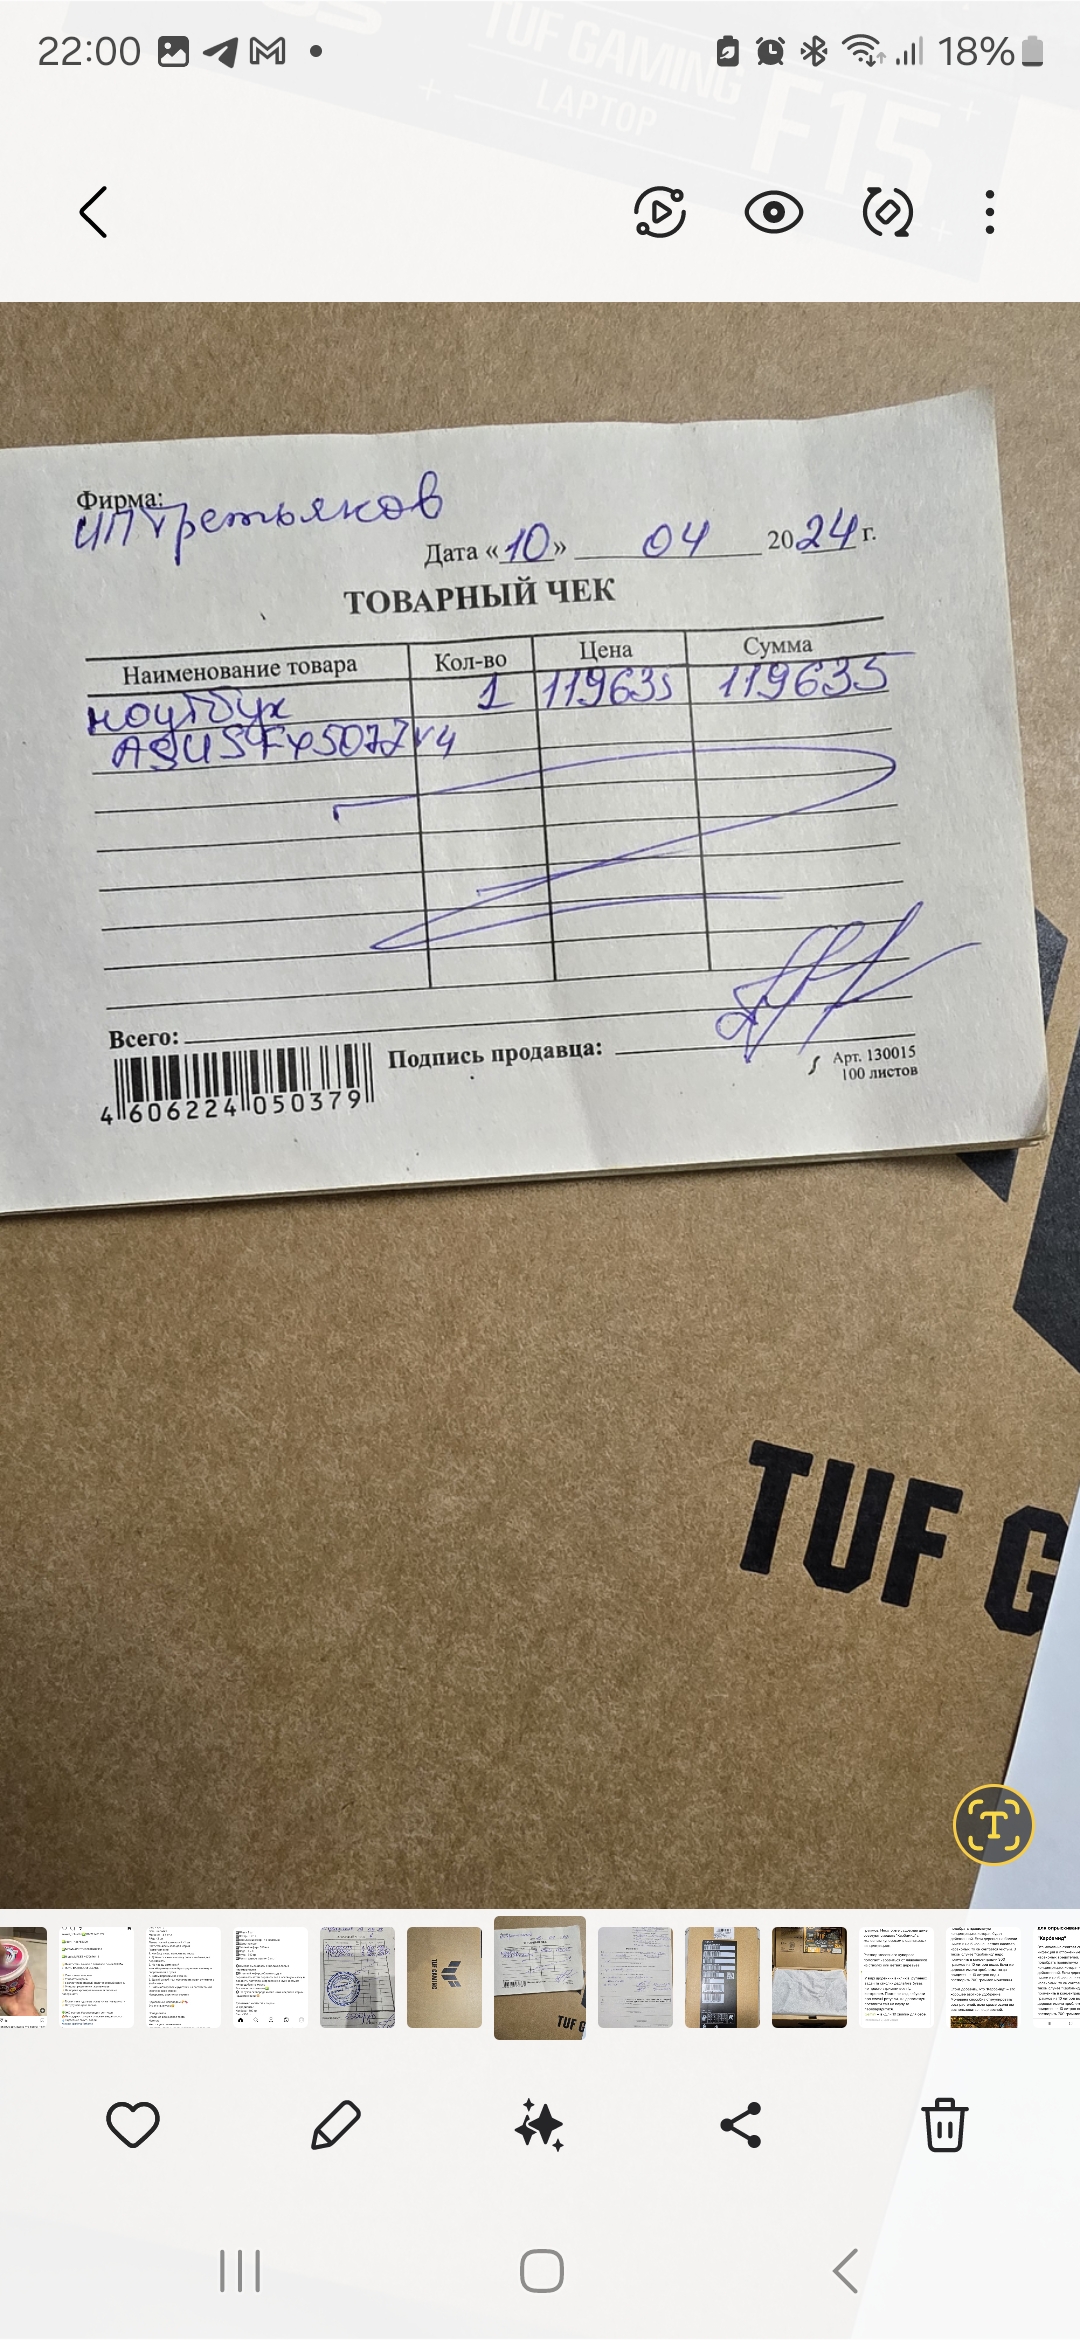 22:00
18%
TUF GAMING
LAPTOP
F15
Фирма:
ИП Третьяков
Дата «10» 04 2024 г.
ТОВАРНЫЙ ЧЕК
Наименование товара Кол-во Цена Сумма
ноутбук 1 119635 119635
ASUS FX507ZV4
Всего:
Подпись продавца:
4 606224 050379
Арт. 130015
100 листов
TUF G
T